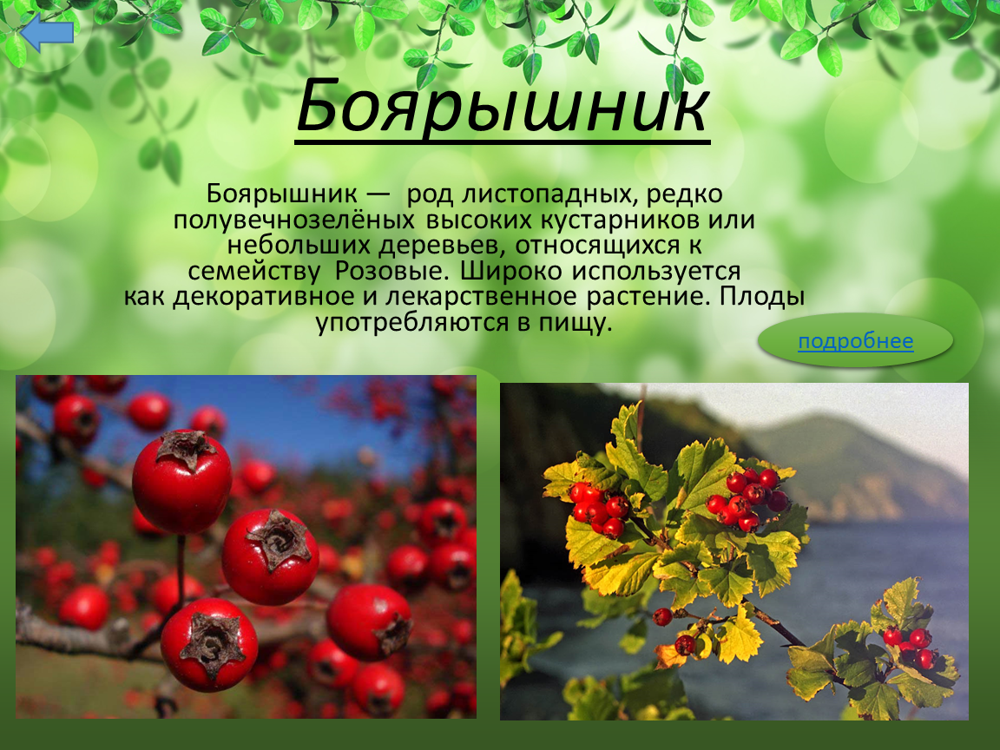 Боярышник
Боярышник — род листопадных, редко
полувечнозелёных высоких кустарников или
небольших деревьев, относящихся к
семейству Розовые. Широко используется
как декоративное и лекарственное растение. Плоды
употребляются в пищу.
подробнее